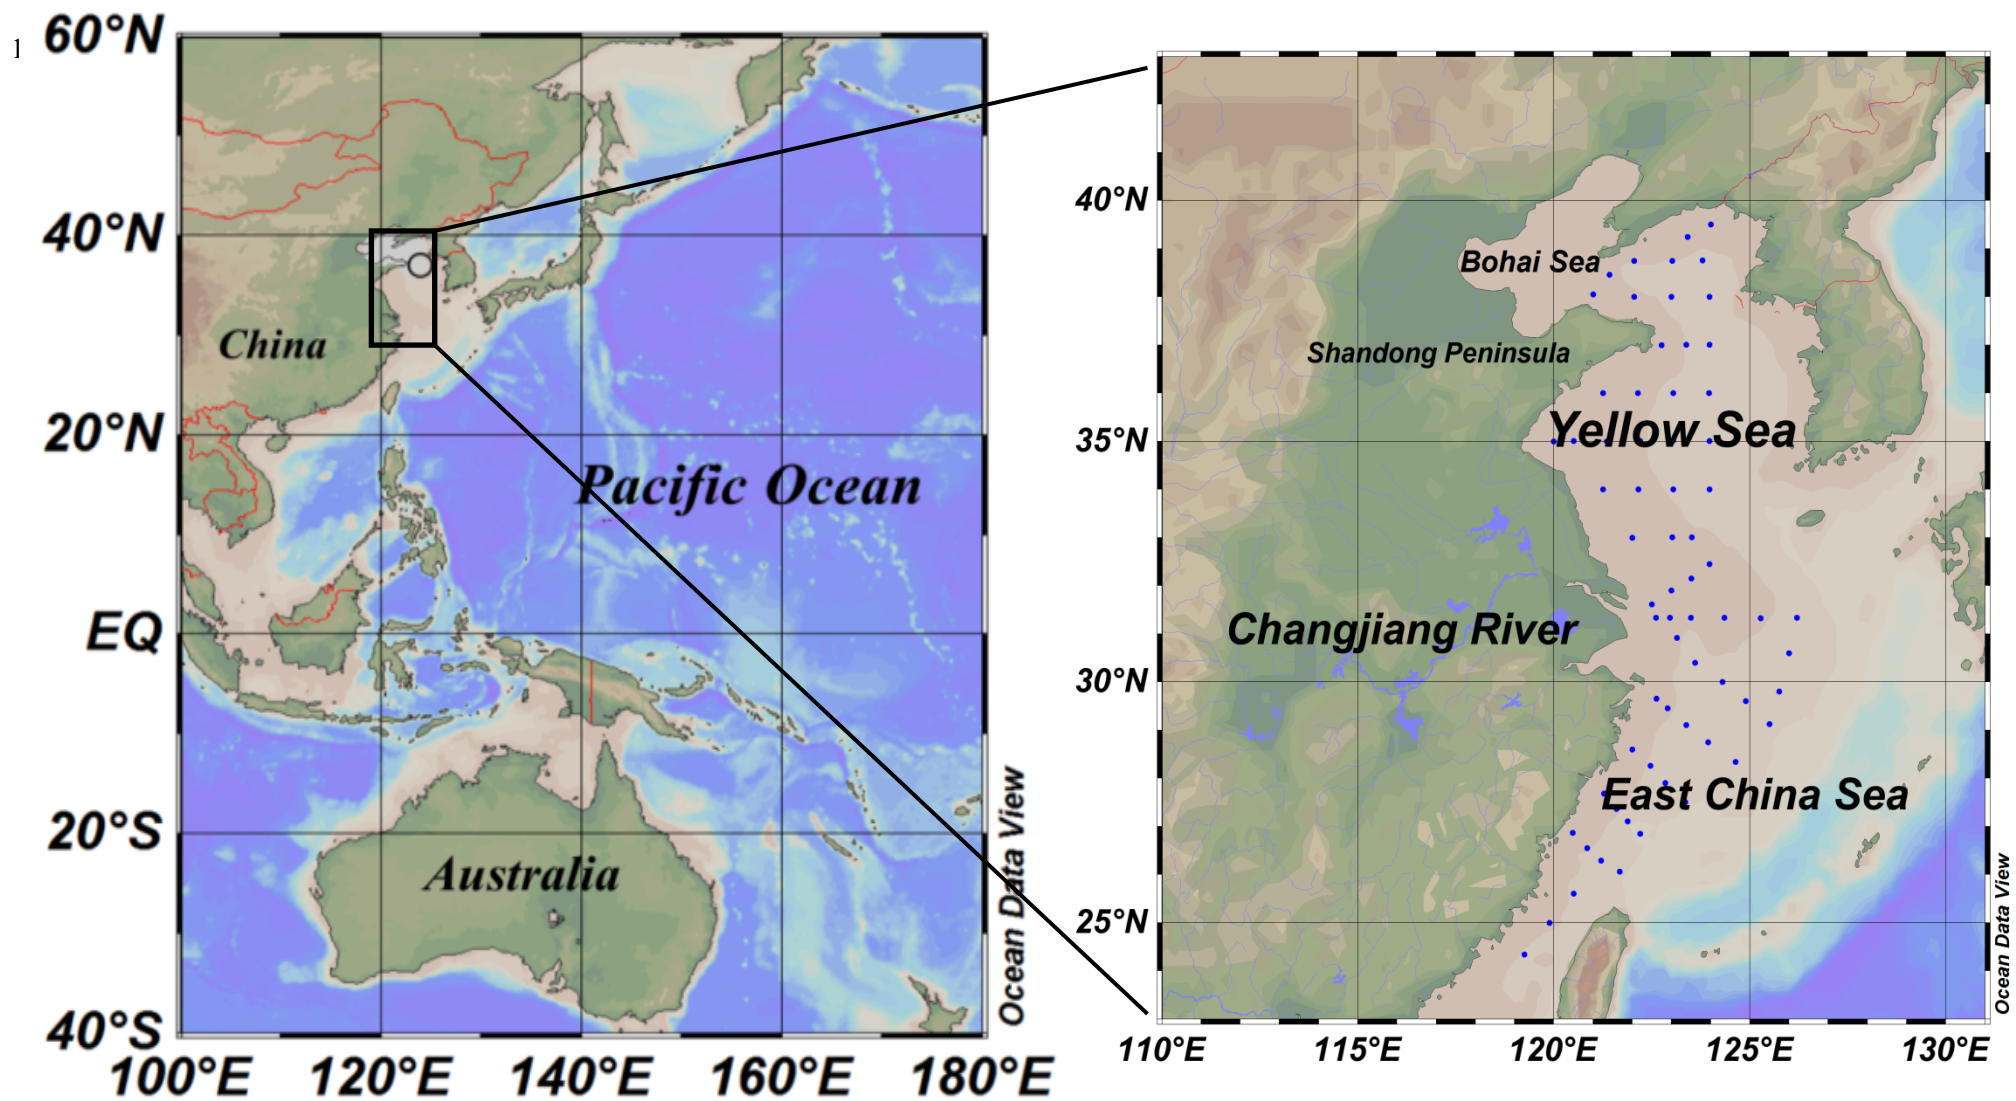 1
60°N
40°N
20°N
EQ
20°S
40°S
100°E 120°E 140°E 160°E 180°E
China
Pacific Ocean
Australia
Ocean Data View
40°N
35°N
30°N
25°N
110°E 115°E 120°E 125°E 130°E
Bohai Sea
Shandong Peninsula
Yellow Sea
Changjiang River
East China Sea
Ocean Data View